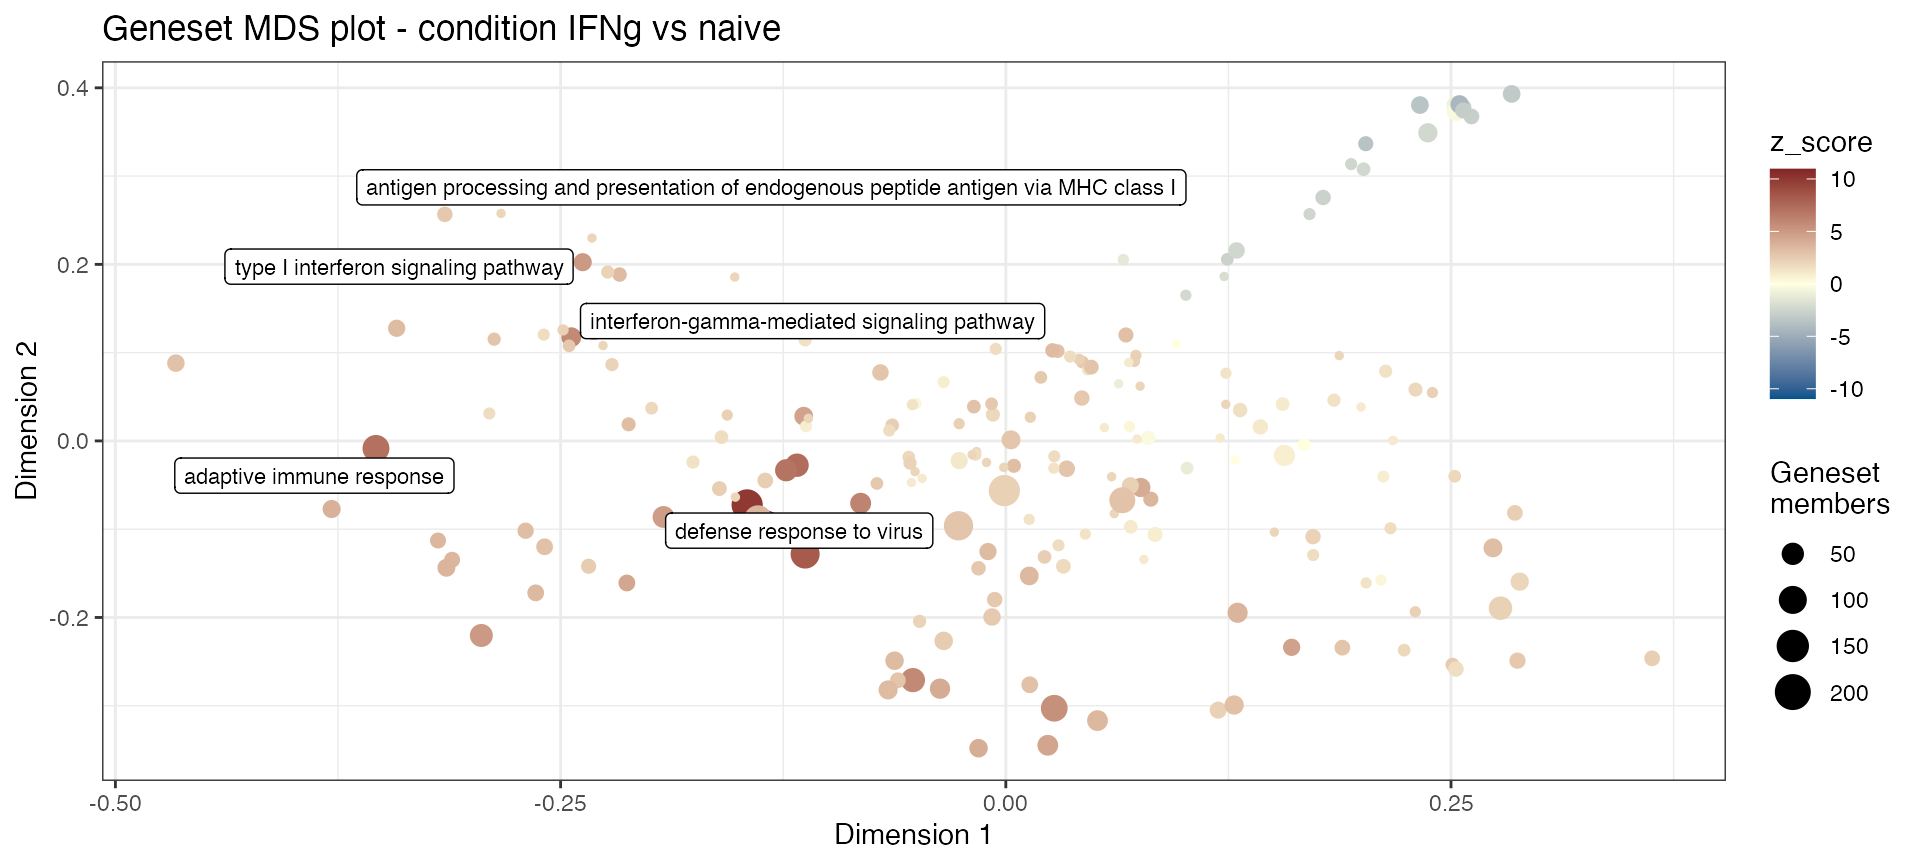 Geneset MDS plot - condition IFNg vs naive
0.4
0.2
0.0
-0.2
Dimension 2
antigen processing and presentation of endogenous peptide antigen via MHC class I
type I interferon signaling pathway
interferon-gamma-mediated signaling pathway
adaptive immune response
defense response to virus
-0.50
-0.25
0.00
0.25
Dimension 1
z_score
10
5
0
-5
-10
Geneset
members
50
100
150
200